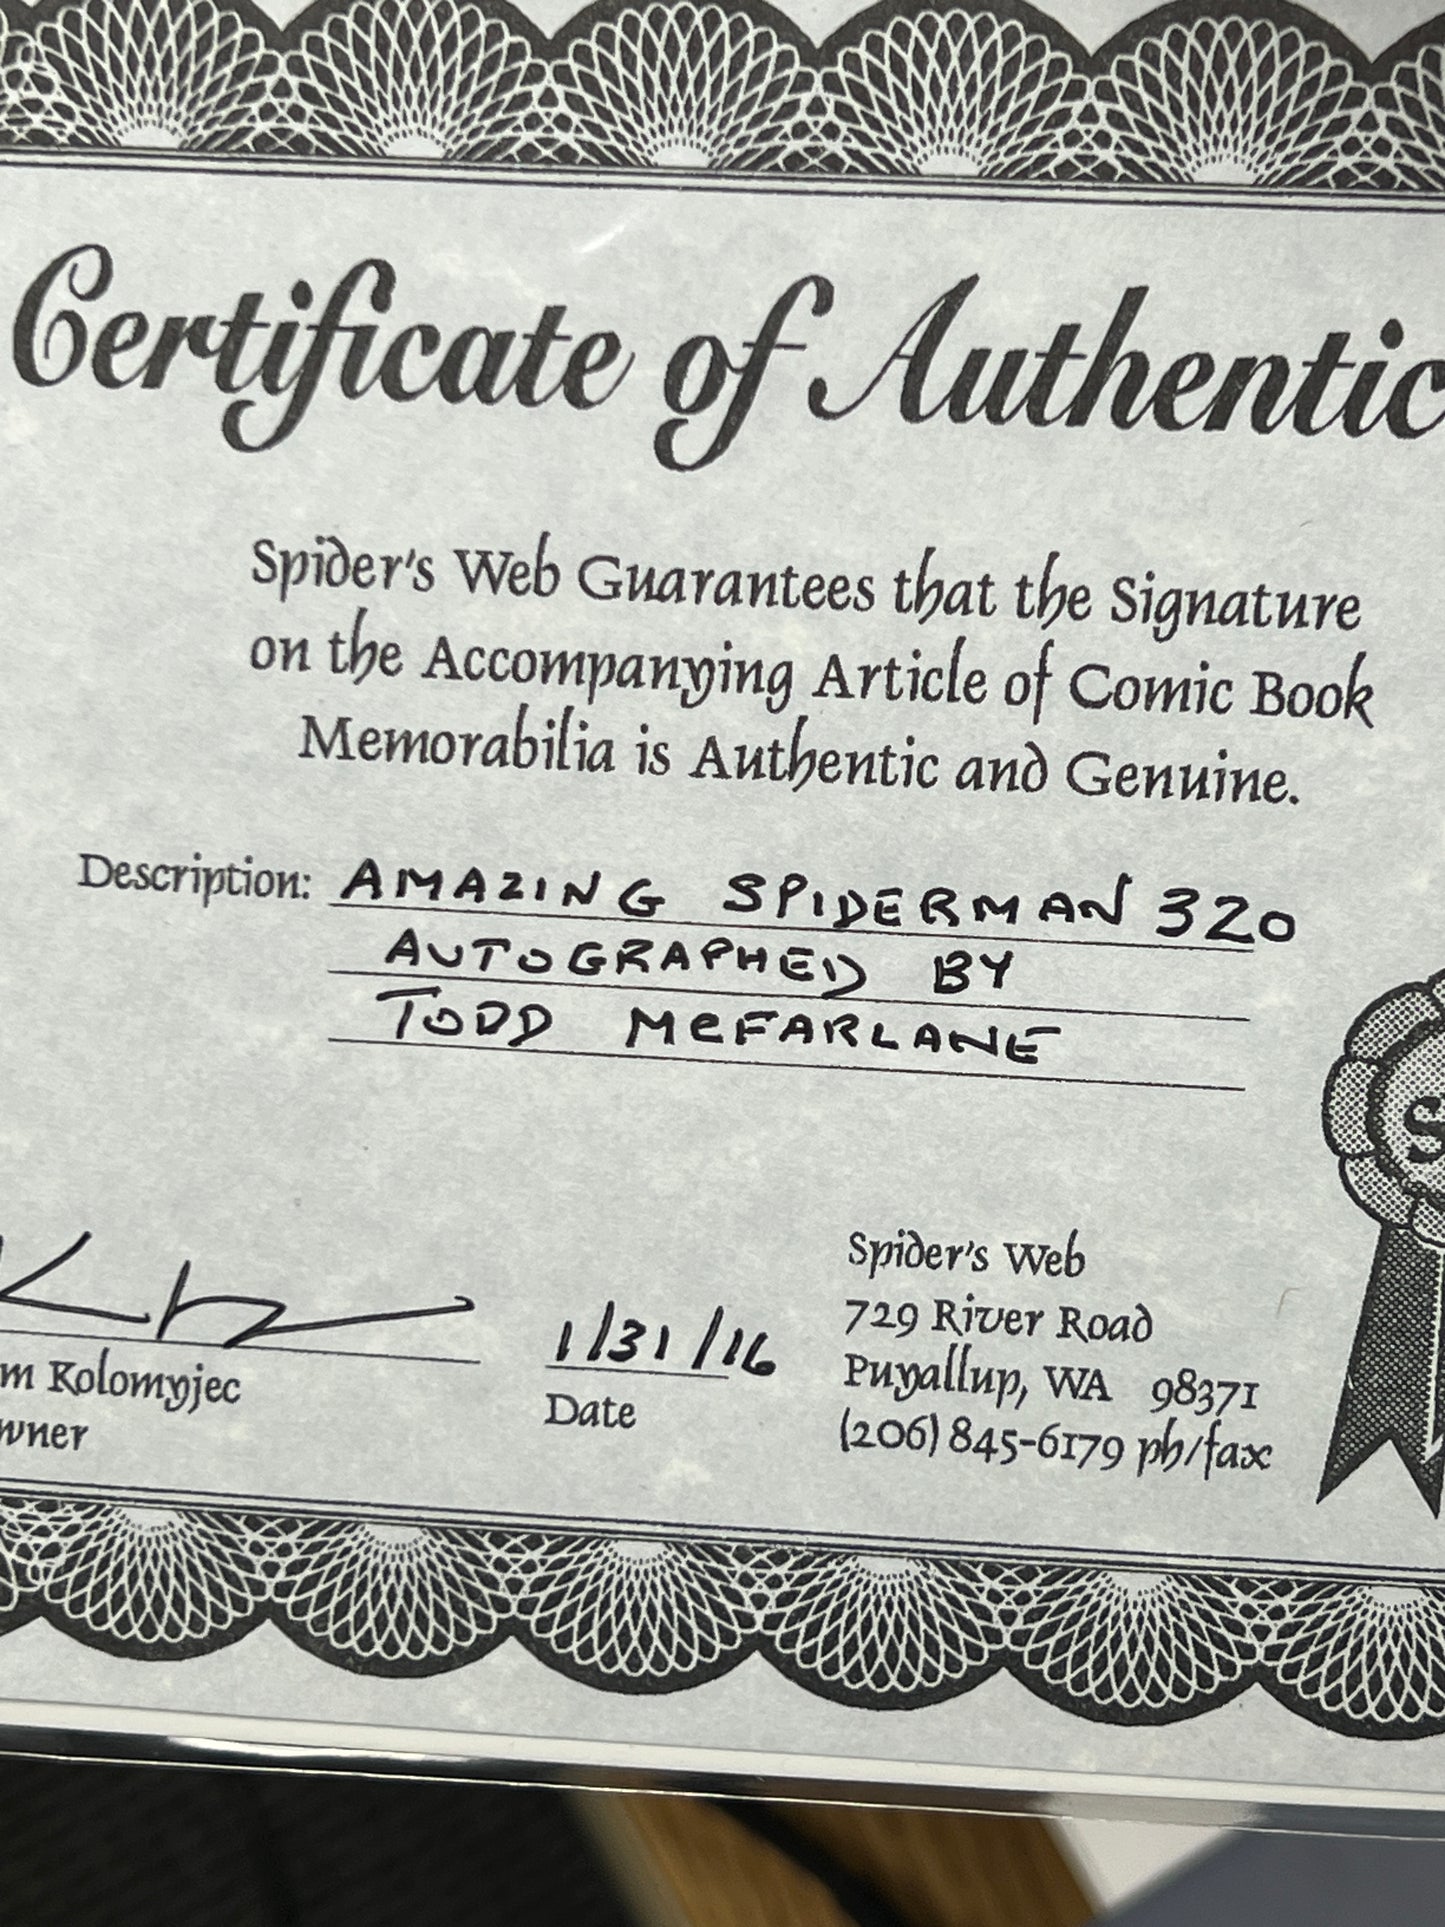 Certificate of Authentic
Spider's Web Guarantees that the Signature
on the Accompanying Article of Comic Book
Memorabilia is Authentic and Genuine.
Description: AMAZING SPIDERMAN 320
AUTOGRAPHED BY
TODD McFARLANE
1/31/16
m Kolomyjec
wner
Date
Spider's Web
729 River Road
Puyallup, WA 98371
(206) 845-6179 ph/fax
S